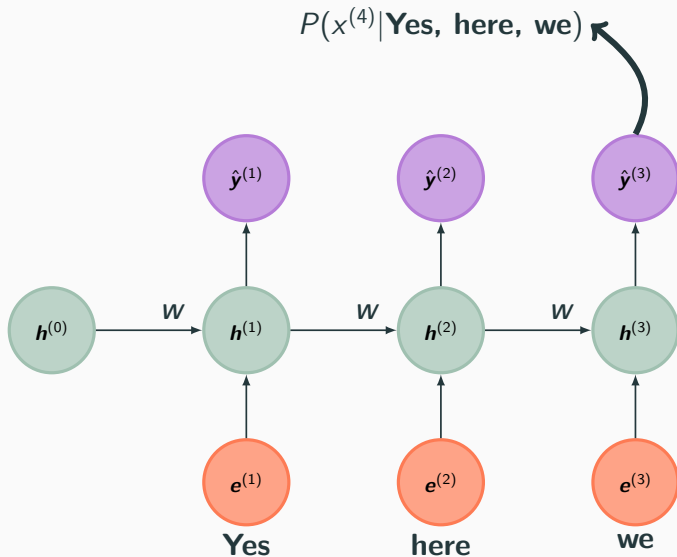 P(x^{(4)}|Yes, here, we)
ŷ^{(1)} ŷ^{(2)} ŷ^{(3)}
W W W
h^{(0)} h^{(1)} h^{(2)} h^{(3)}
e^{(1)} e^{(2)} e^{(3)}
Yes here we